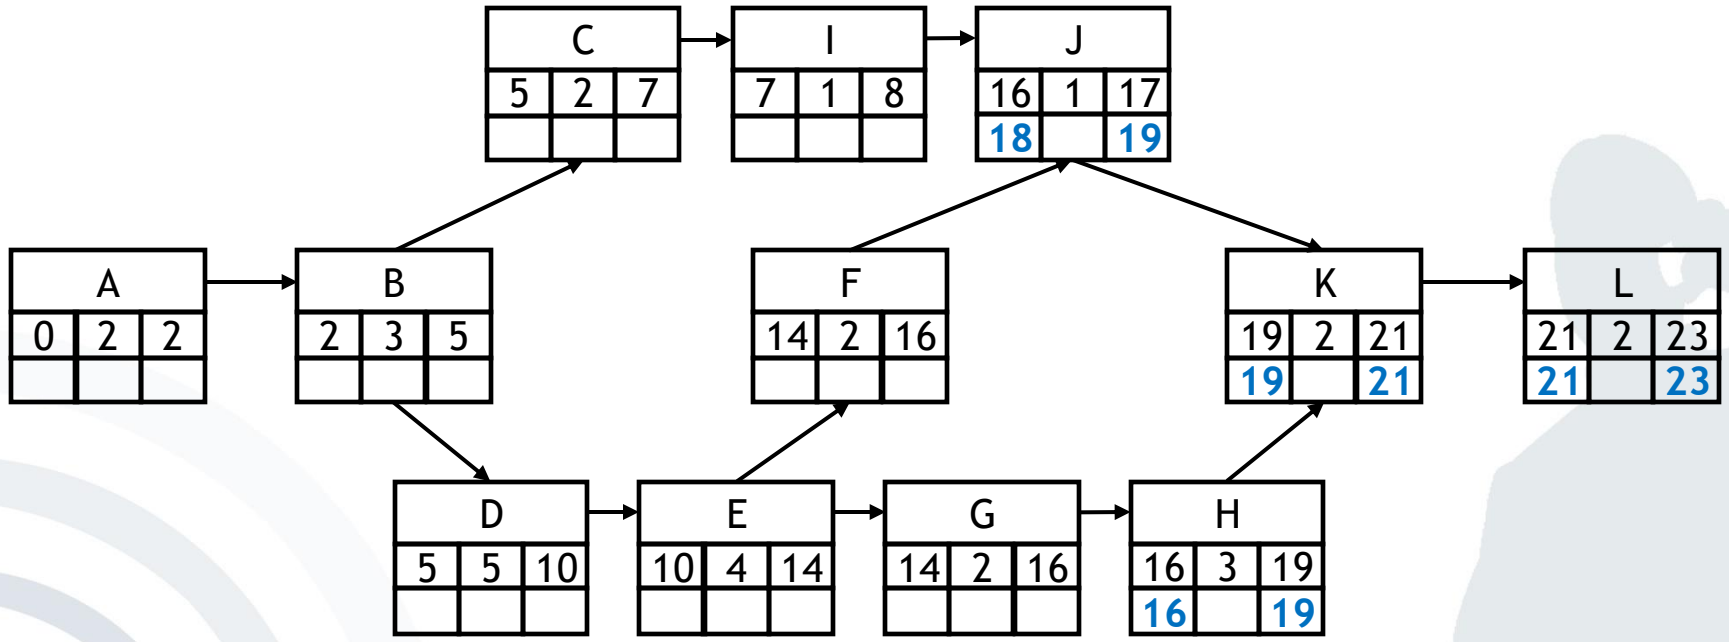 C I J
5 2 7 7 1 8 16 1 17
18 19
A B F K L
0 2 2 2 3 5 14 2 16 19 2 21 21 2 23
19 21 21 23
D E G H
5 5 10 10 4 14 14 2 16 16 3 19
16 19